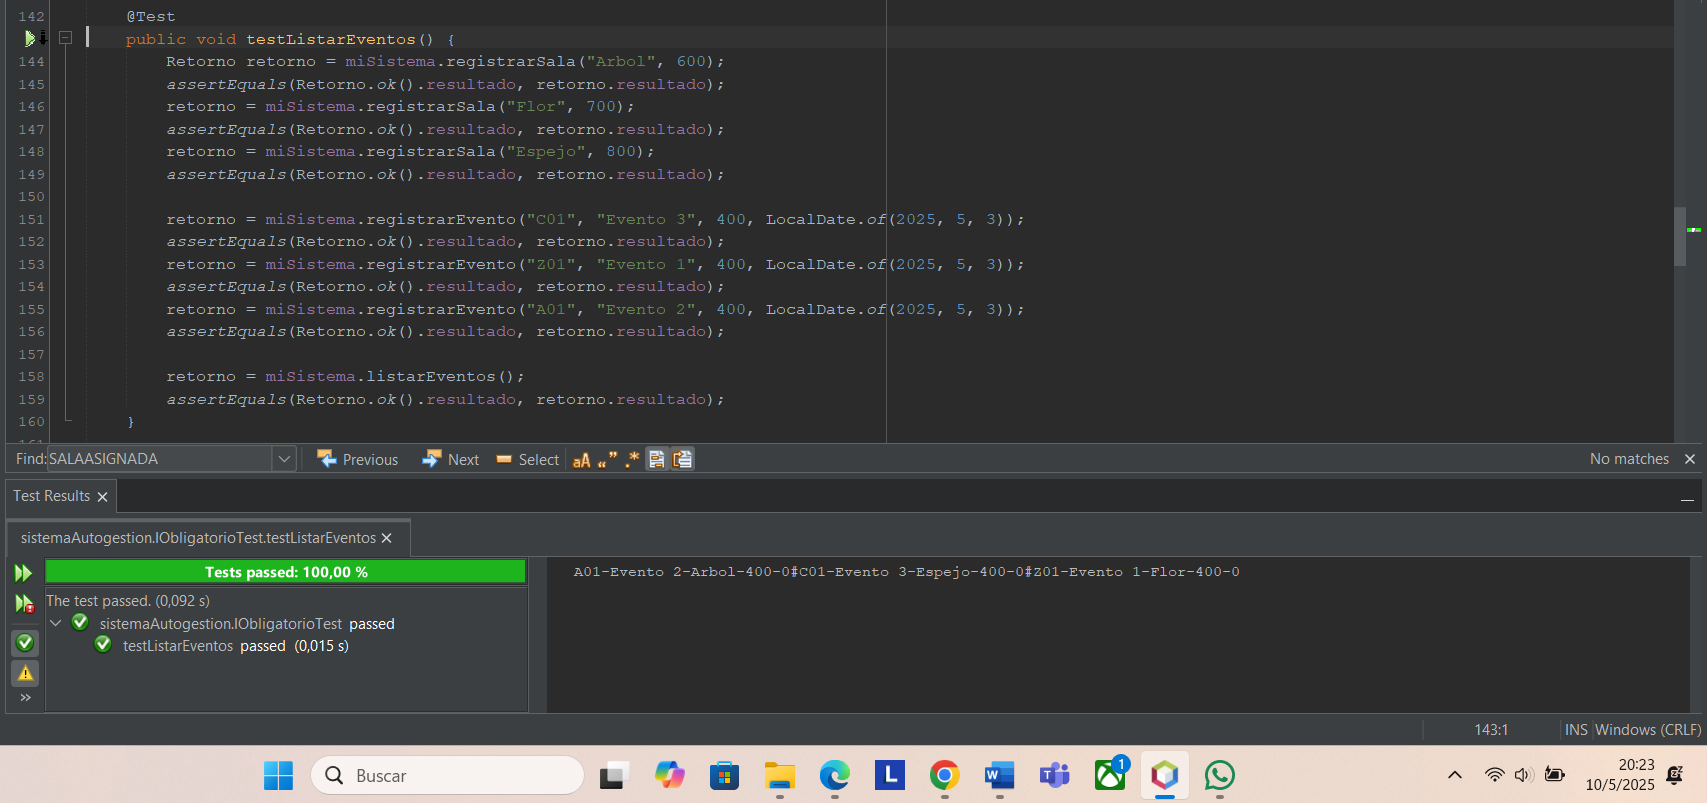 142 @Test
public void testListarEventos() {
144 Retorno retorno = miSistema.registrarSala("Arbol", 600);
145 assertEquals(Retorno.ok().resultado, retorno.resultado);
146 retorno = miSistema.registrarSala("Flor", 700);
147 assertEquals(Retorno.ok().resultado, retorno.resultado);
148 retorno = miSistema.registrarSala("Espejo", 800);
149 assertEquals(Retorno.ok().resultado, retorno.resultado);
150
151 retorno = miSistema.registrarEvento("C01", "Evento 3", 400, LocalDate.of(2025, 5, 3));
152 assertEquals(Retorno.ok().resultado, retorno.resultado);
153 retorno = miSistema.registrarEvento("Z01", "Evento 1", 400, LocalDate.of(2025, 5, 3));
154 assertEquals(Retorno.ok().resultado, retorno.resultado);
155 retorno = miSistema.registrarEvento("A01", "Evento 2", 400, LocalDate.of(2025, 5, 3));
156 assertEquals(Retorno.ok().resultado, retorno.resultado);
157
158 retorno = miSistema.listarEventos();
159 assertEquals(Retorno.ok().resultado, retorno.resultado);
160 }
Find: SALAASIGNADA Previous Next Select aA No matches
Test Results
sistemaAutogestion.IObligatorioTest.testListarEventos
Tests passed: 100,00 %
A01-Evento 2-Arbol-400-0#C01-Evento 3-Espejo-400-0#Z01-Evento 1-Flor-400-0
The test passed. (0,092 s)
sistemaAutogestion.IObligatorioTest passed
testListarEventos passed (0,015 s)
143:1 INS Windows (CRLF)
Buscar
L
W
T
1
20:23
10/5/2025